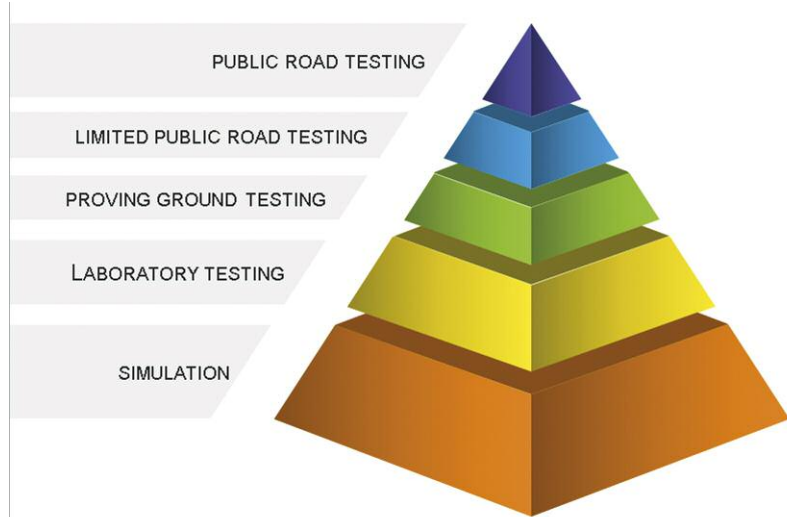 PUBLIC ROAD TESTING
LIMITED PUBLIC ROAD TESTING
PROVING GROUND TESTING
LABORATORY TESTING
SIMULATION